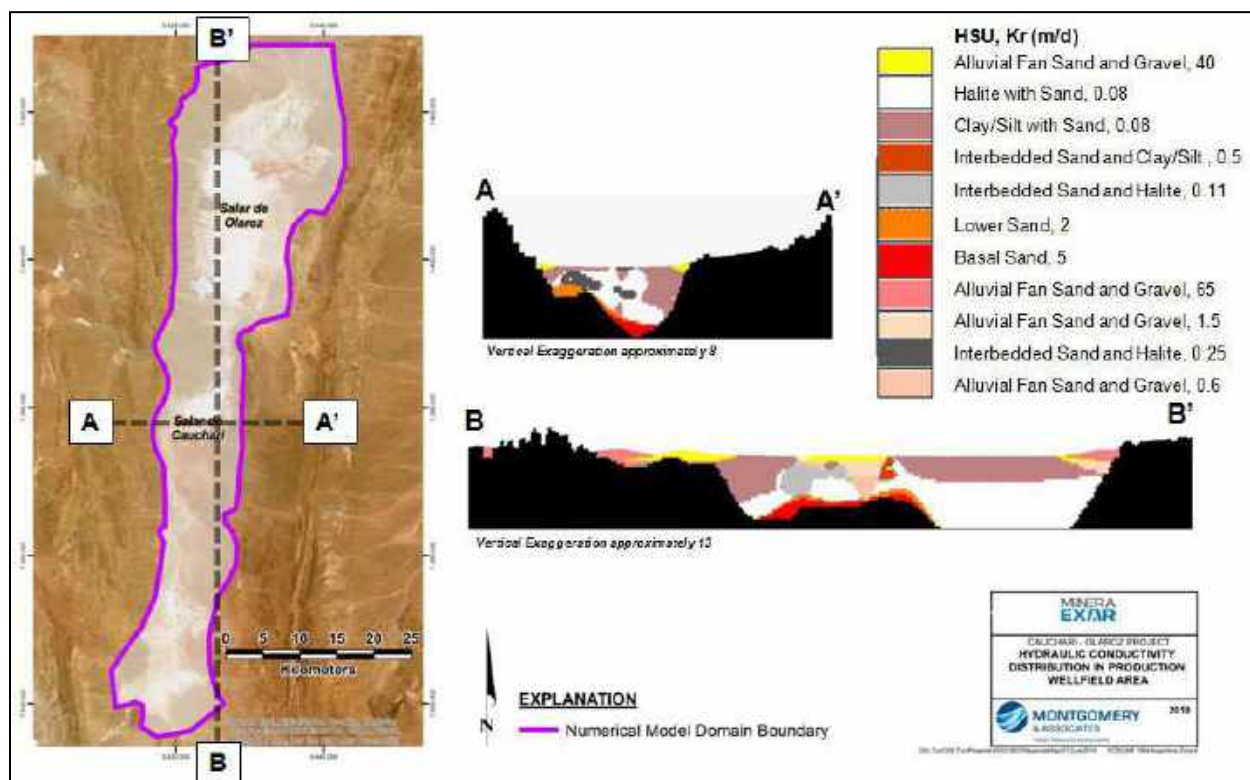 B'
Salar de
Olaroz
A
A'
Salar de
Cauchari
0 5 10 15 20 25
Kilometers
B
HSU, Kr (m/d)
Alluvial Fan Sand and Gravel, 40
Halite with Sand, 0.08
Clay/Silt with Sand, 0.08
Interbedded Sand and Clay/Silt , 0.5
Interbedded Sand and Halite, 0.11
Lower Sand, 2
Basal Sand, 5
Alluvial Fan Sand and Gravel, 65
Alluvial Fan Sand and Gravel, 1.5
Interbedded Sand and Halite, 0.25
Alluvial Fan Sand and Gravel, 0.6
A
A'
Vertical Exaggeration approximately 8
B
B'
Vertical Exaggeration approximately 13
N
EXPLANATION
Numerical Model Domain Boundary
MINERA
EXAR
CAUCHARI - OLAROZ PROJECT
HYDRAULIC CONDUCTIVITY
DISTRIBUTION IN PRODUCTION
WELLFIELD AREA
MONTGOMERY
& ASSOCIATES